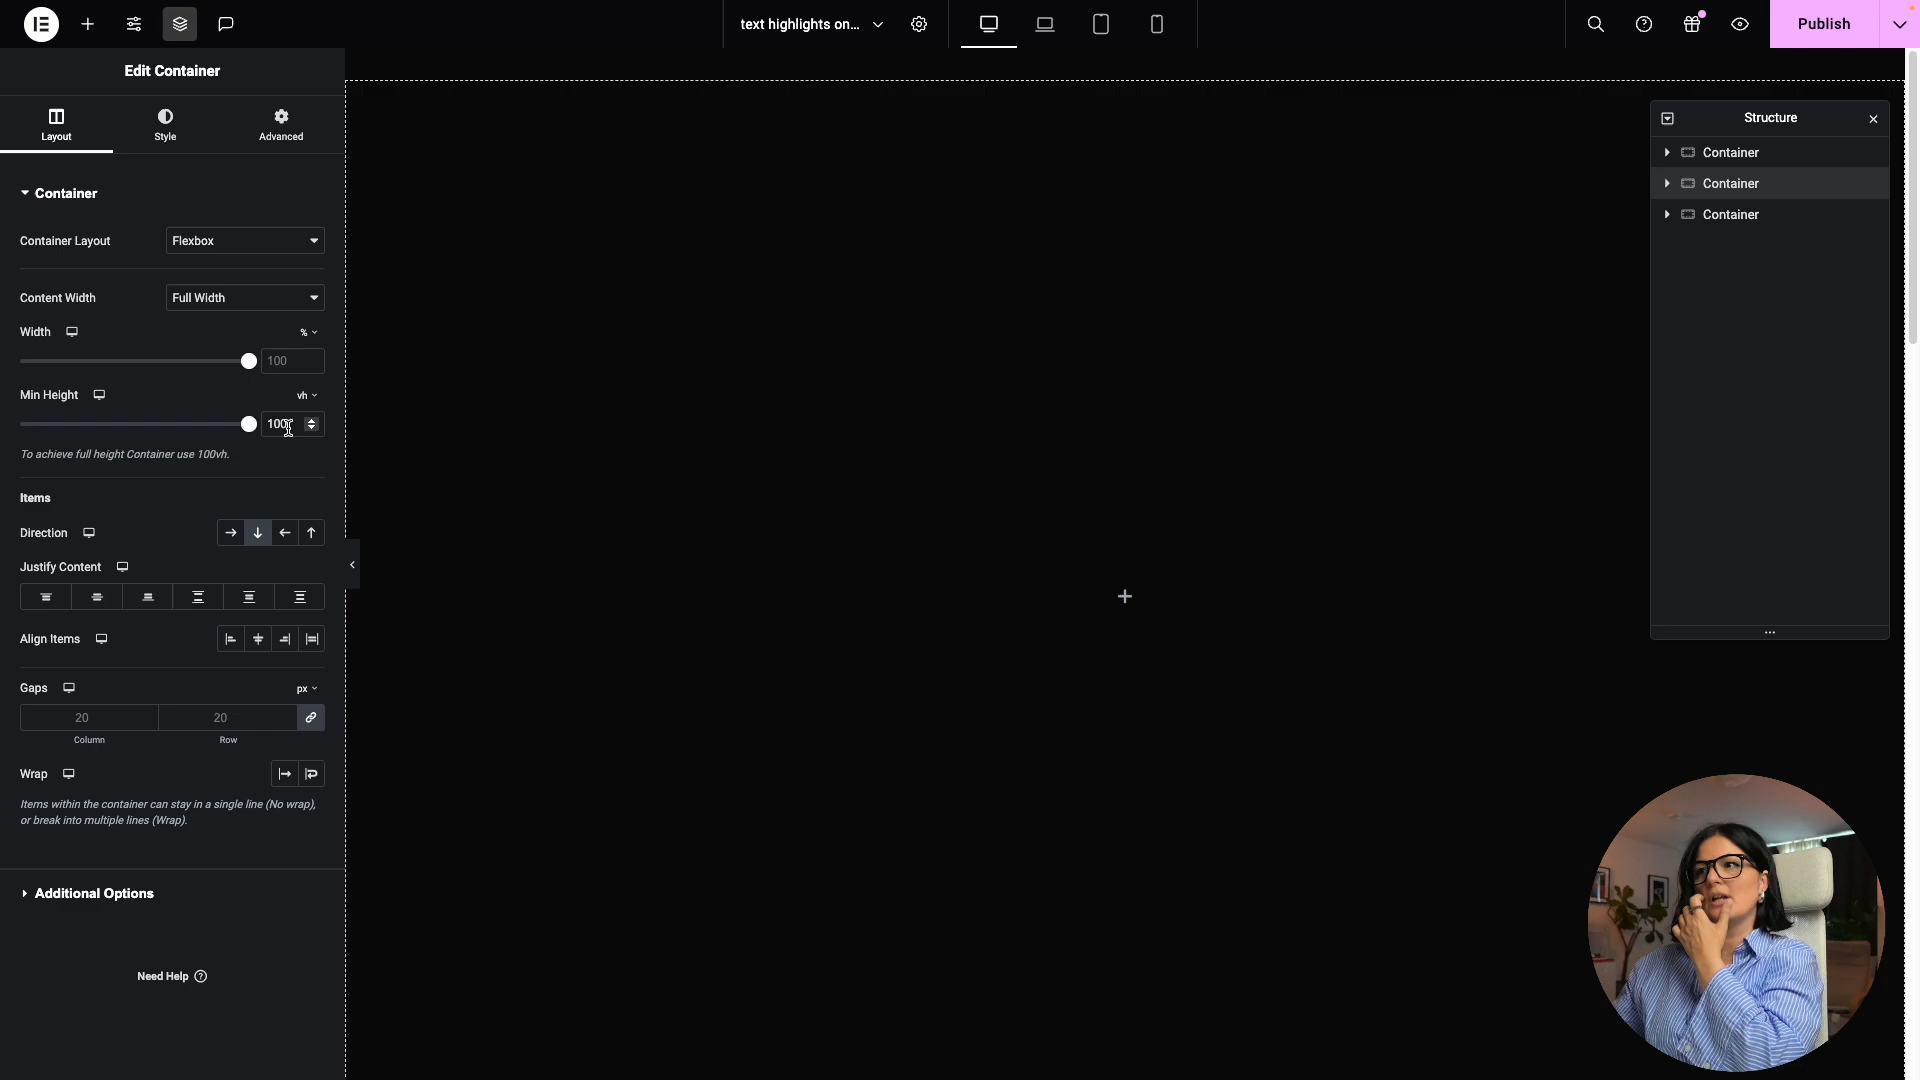 text highlights on...
Publish
Edit Container
Layout
Style
Advanced
Structure
Container
Container
Container
Container
Container Layout
Flexbox
Content Width
Full Width
Width
%
100
Min Height
vh
100
To achieve full height Container use 100vh.
Items
Direction
Justify Content
Align Items
Gaps
px
20
20
Column
Row
Wrap
Items within the container can stay in a single line (No wrap),
or break into multiple lines (Wrap).
Additional Options
Need Help